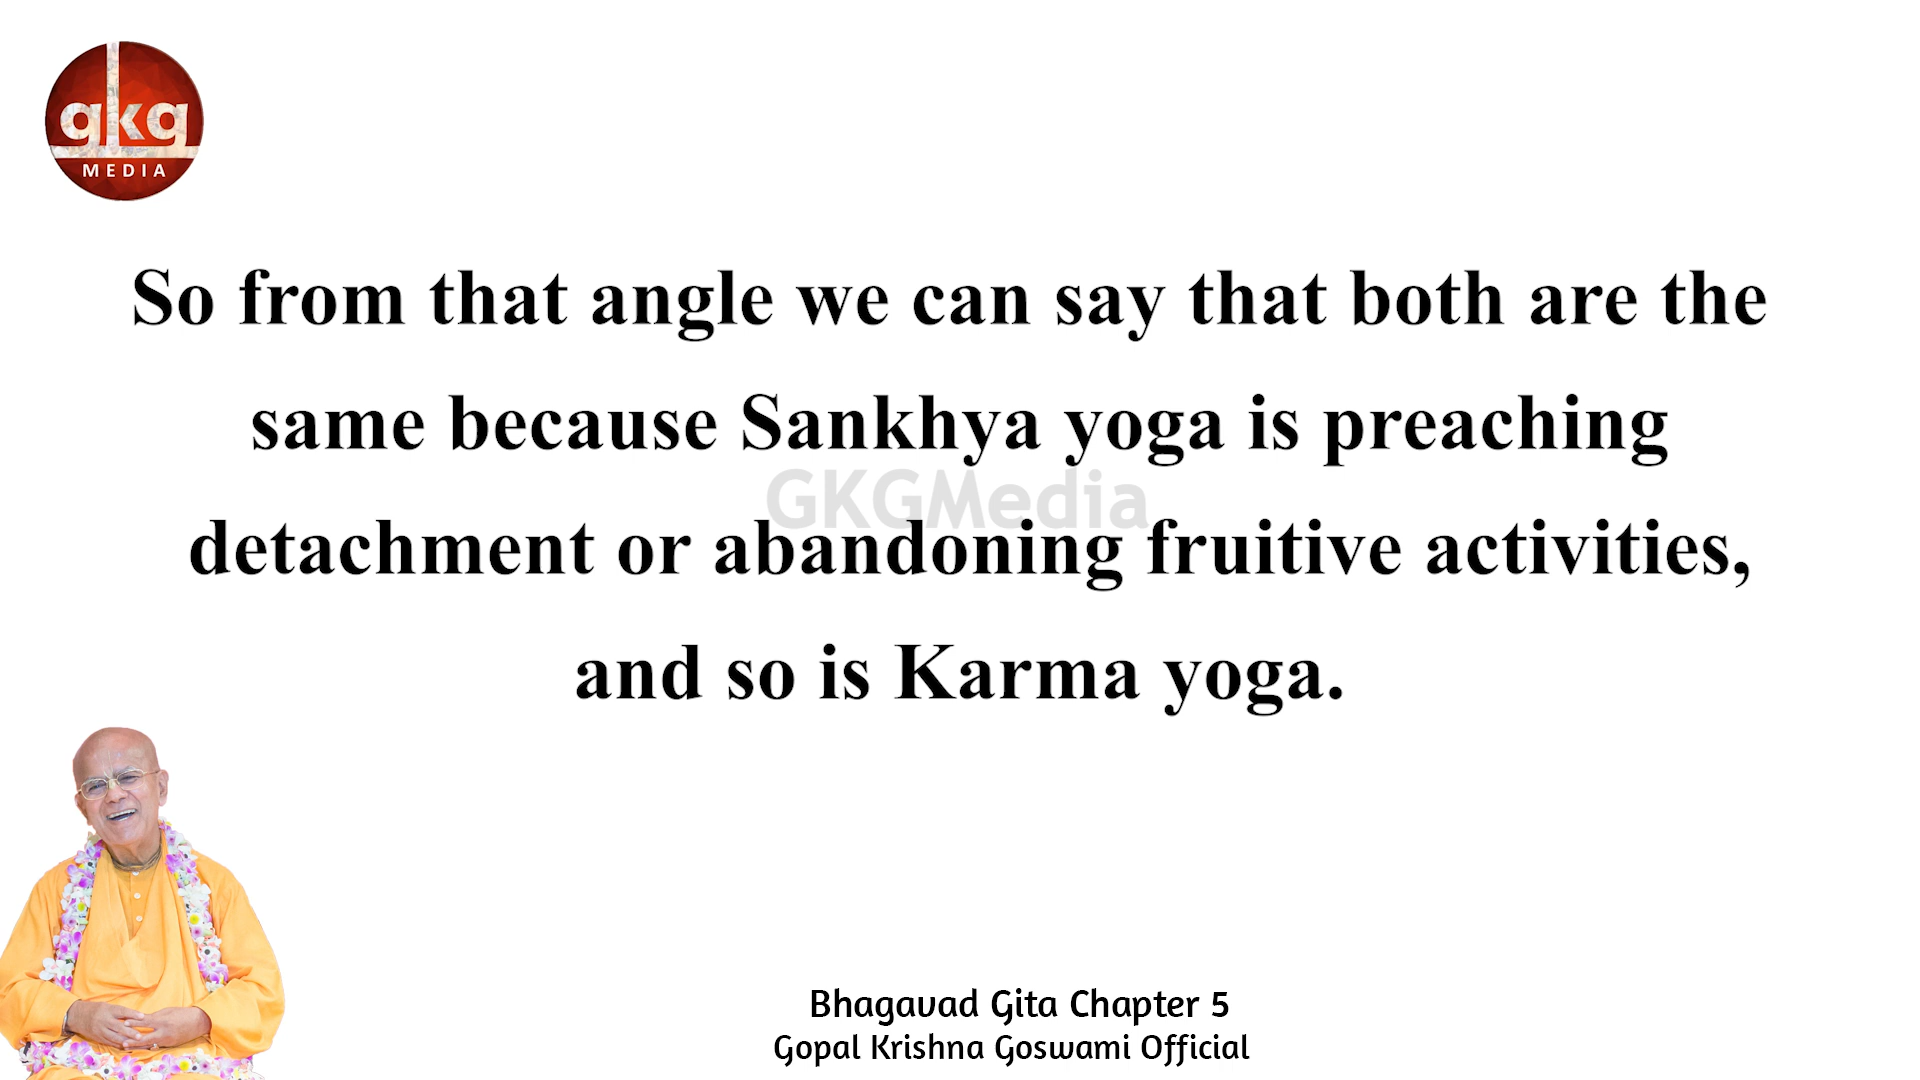 gkg
MEDIA
So from that angle we can say that both are the
same because Sankhya yoga is preaching
GKGMedia
detachment or abandoning fruitive activities,
and so is Karma yoga.
Bhagavad Gita Chapter 5
Gopal Krishna Goswami Official